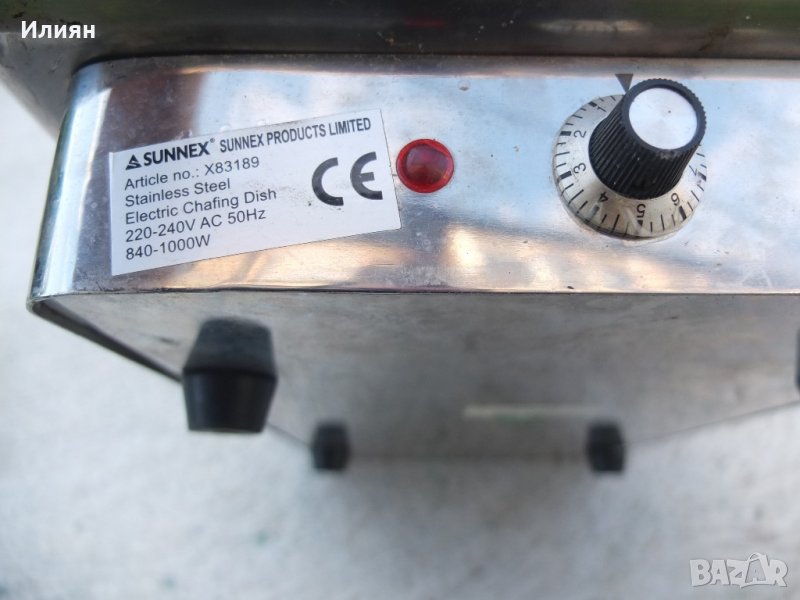 Илиян
SUNNEX® SUNNEX PRODUCTS LIMITED
Article no.: X83189
Stainless Steel
Electric Chafing Dish
220-240V AC 50Hz
840-1000W
CE
1 2 3 4 5 6 7
BAZAR